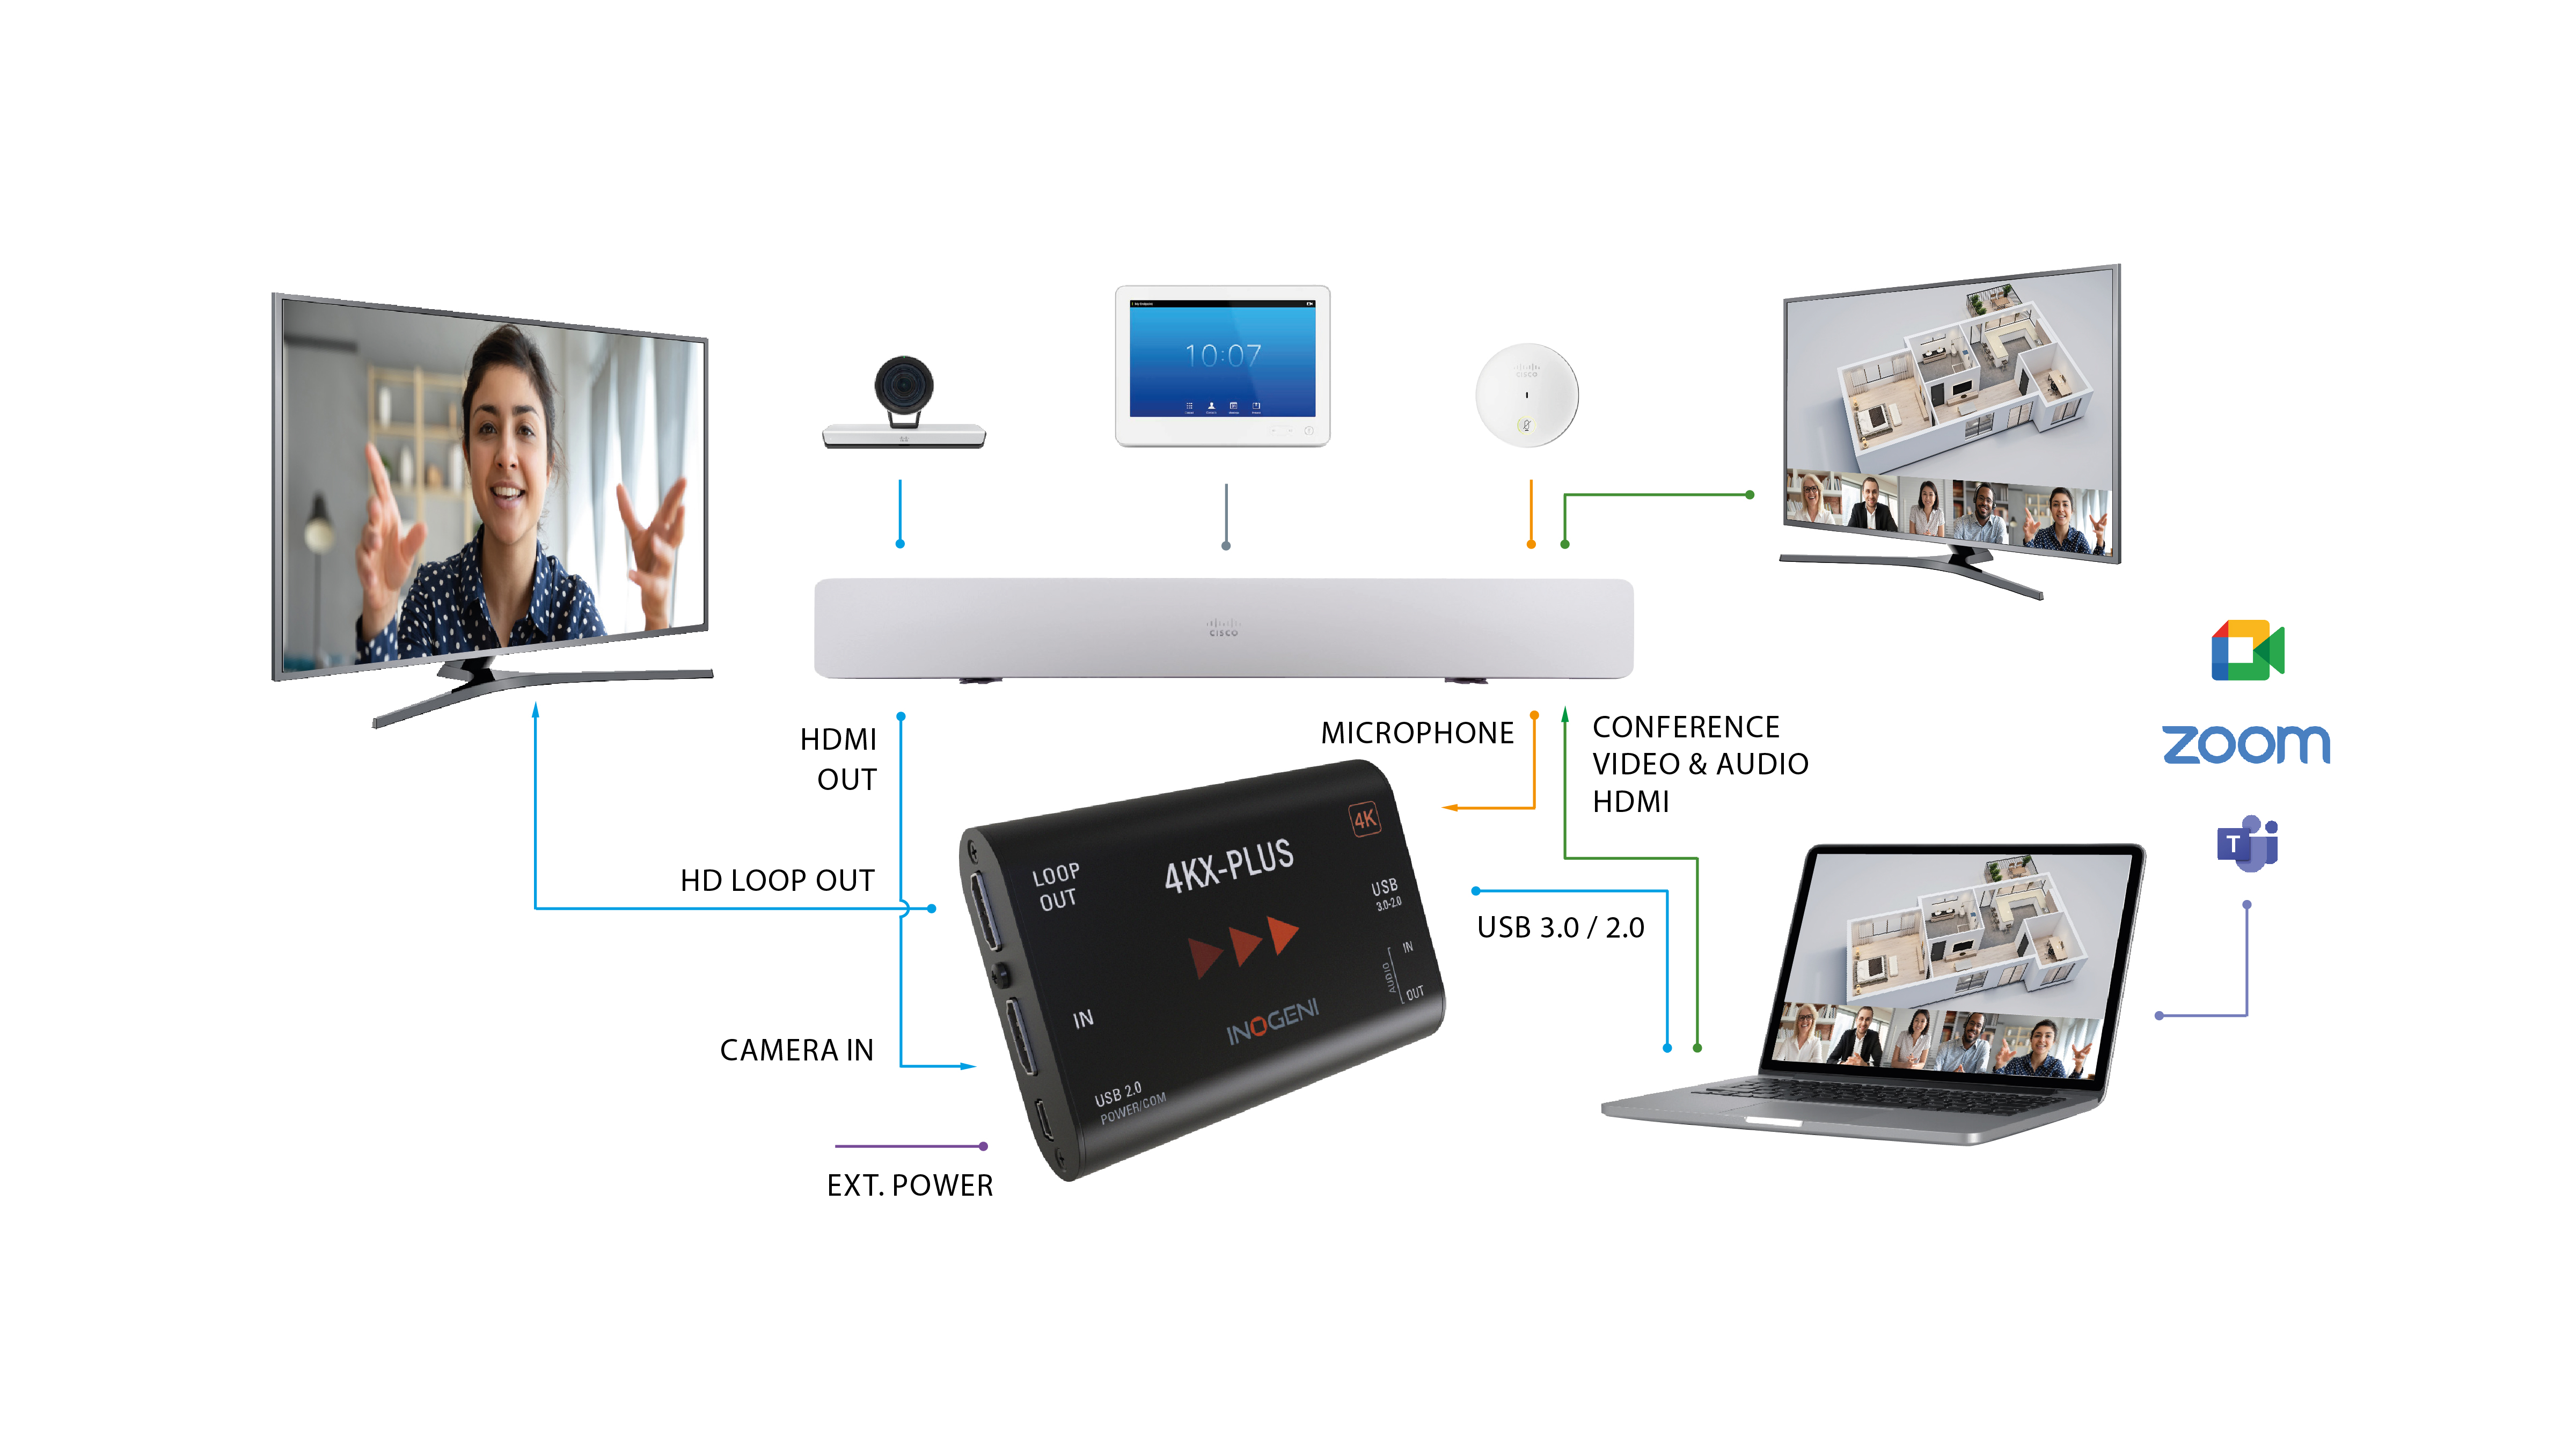 10:07
CISCO
CISCO
HDMI
OUT
MICROPHONE
CONFERENCE
VIDEO & AUDIO
HDMI
zoom
HD LOOP OUT
CAMERA IN
EXT. POWER
USB 3.0 / 2.0
T
4K
LOOP
OUT
4KX-PLUS
USB
3.0-2.0
IN
AUDIO
OUT
IN
INOGENI
USB 2.0
POWER/COM